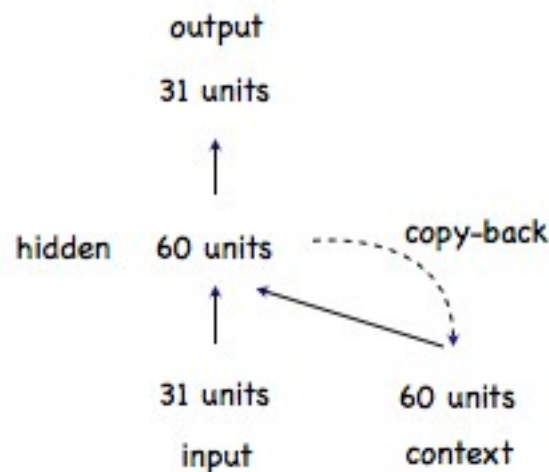 output
31 units
hidden 60 units
copy-back
31 units 60 units
input context